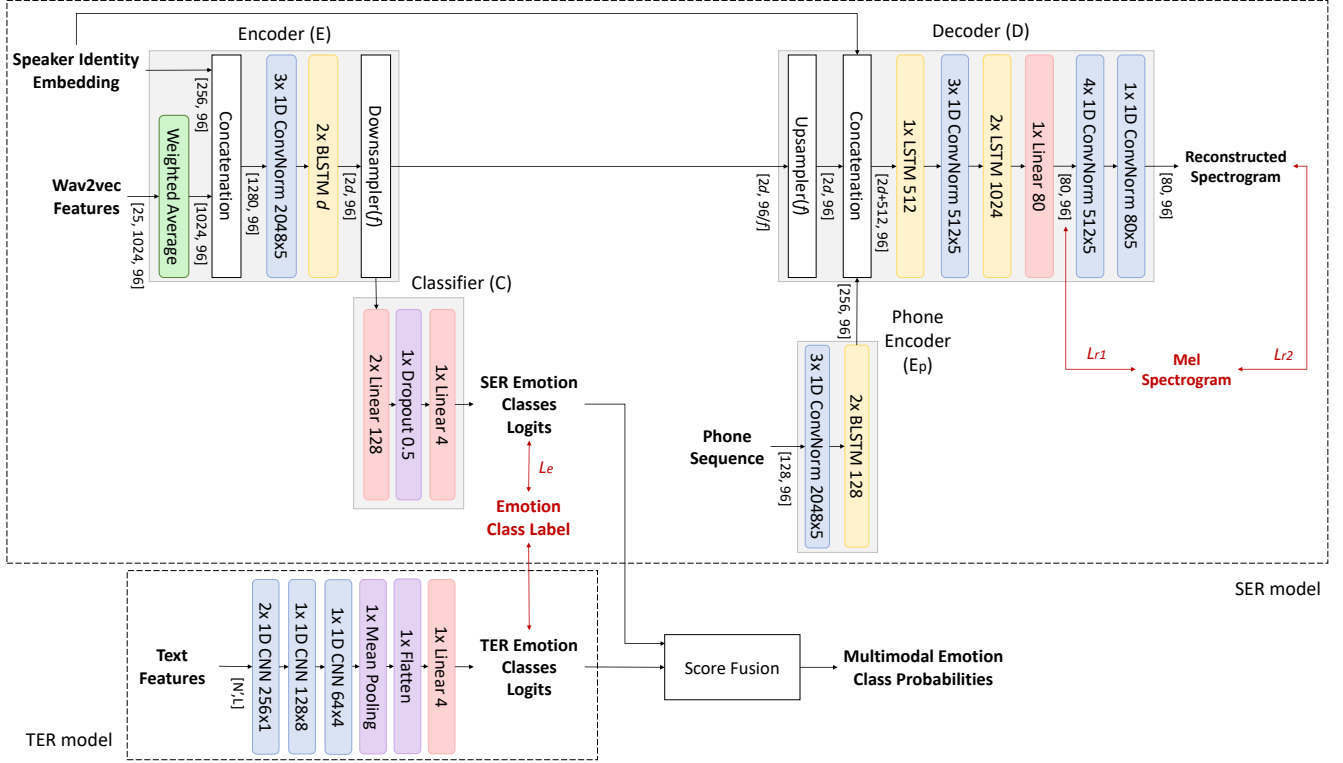 Encoder (E)
Speaker Identity
Embedding
[256, 96]
Wav2vec
Features
[25, 1024, 96]
Weighted Average
[1024, 96]
Concatenation
[1280, 96]
3x 1D ConvNorm 2048x5
2x BLSTM d
[2d, 96]
Downsampler(f)
Decoder (D)
[2d, 96/f]
Upsampler(f)
[2d, 96]
Concatenation
[2d+512, 96]
1x LSTM 512
3x 1D ConvNorm 512x5
2x LSTM 1024
1x Linear 80
[80, 96]
4x 1D ConvNorm 512x5
1x 1D ConvNorm 80x5
[80, 96]
Reconstructed
Spectrogram
Classifier (C)
2x Linear 128
1x Dropout 0.5
1x Linear 4
SER Emotion
Classes
Logits
Le
Emotion
Class Label
[256, 96]
Phone
Encoder
(Ep)
Phone
Sequence
[128, 96]
3x 1D ConvNorm 2048x5
2x BLSTM 128
Lr1
Mel
Spectrogram
Lr2
SER model
Text
Features
[N', L]
2x 1D CNN 256x1
1x 1D CNN 128x8
1x 1D CNN 64x4
1x Mean Pooling
1x Flatten
1x Linear 4
TER Emotion
Classes
Logits
TER model
Score Fusion
Multimodal Emotion
Class Probabilities